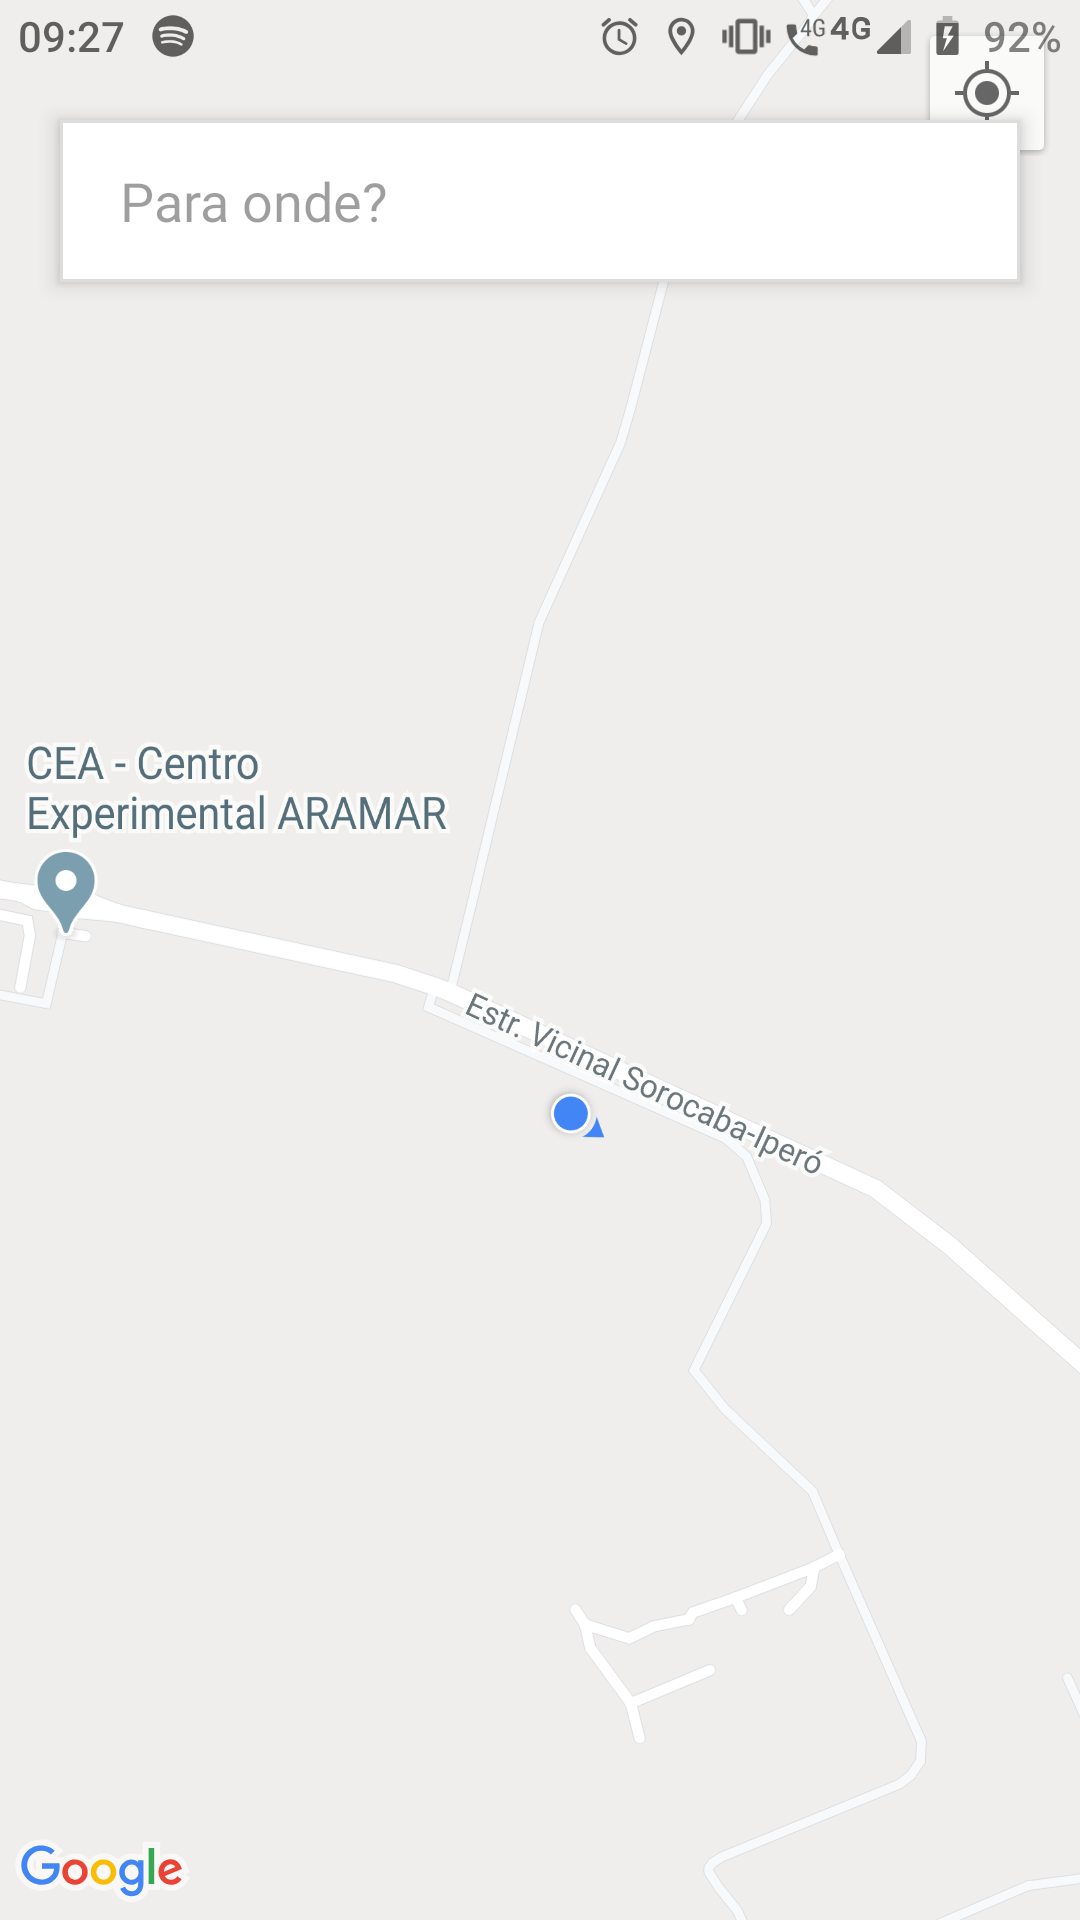 09:27
4G 4G 92%
Para onde?
CEA - Centro
Experimental ARAMAR
Estr. Vicinal Sorocaba-Iperó
Google